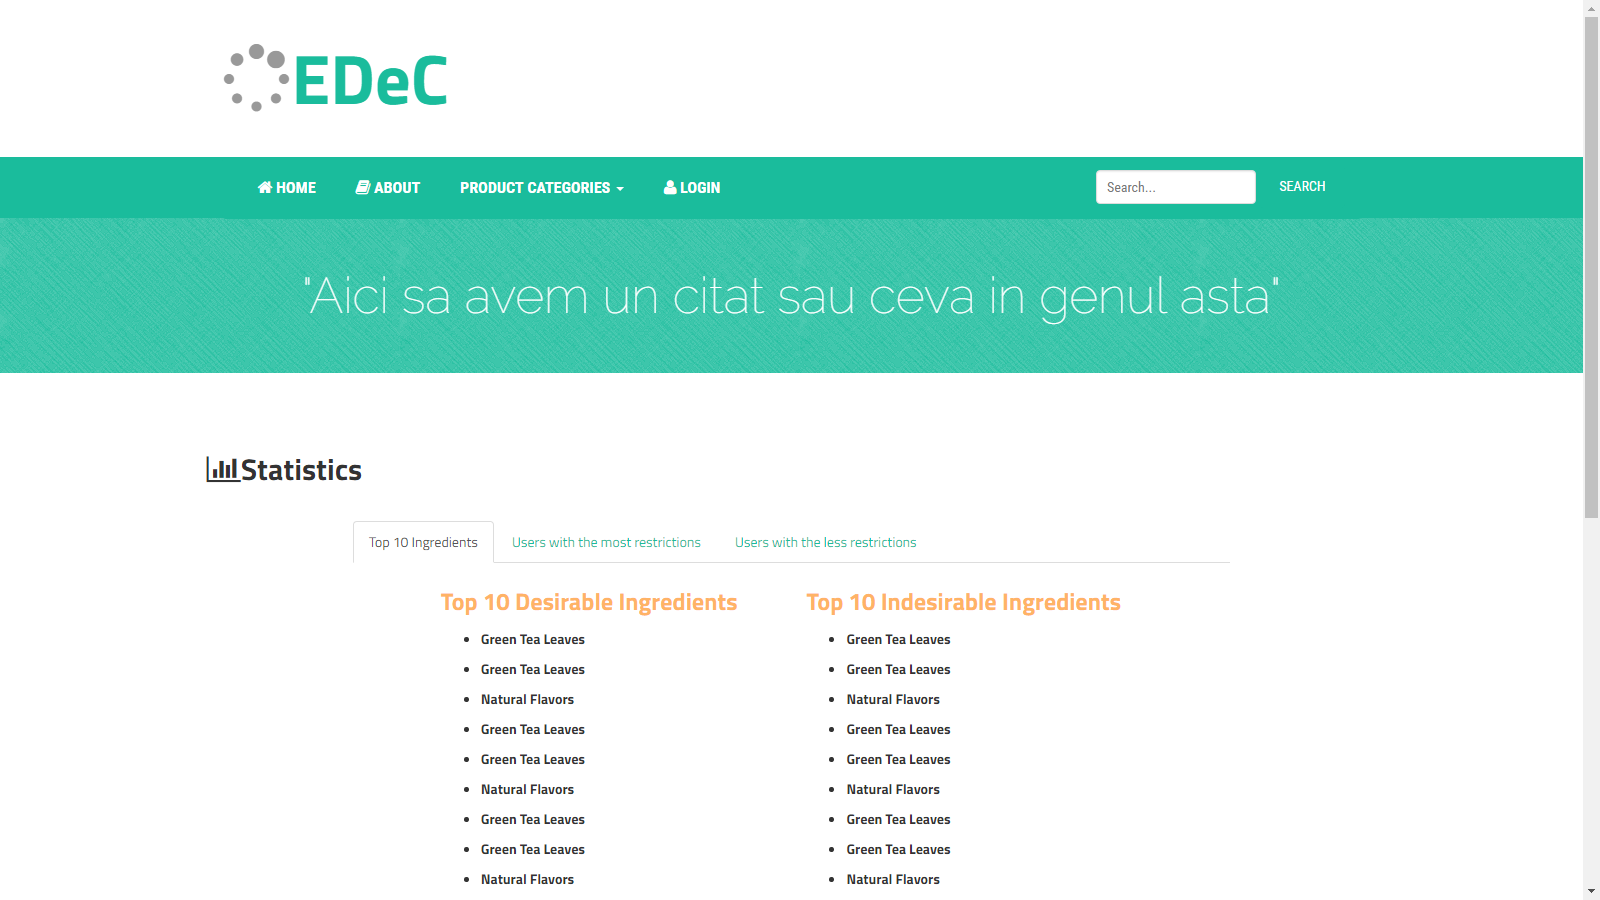 EDeC
HOME ABOUT PRODUCT CATEGORIES LOGIN Search... SEARCH
"Aici sa avem un citat sau ceva in genul asta"
Statistics
Top 10 Ingredients Users with the most restrictions Users with the less restrictions
Top 10 Desirable Ingredients
Green Tea Leaves
Green Tea Leaves
Natural Flavors
Green Tea Leaves
Green Tea Leaves
Natural Flavors
Green Tea Leaves
Green Tea Leaves
Natural Flavors
Top 10 Indesirable Ingredients
Green Tea Leaves
Green Tea Leaves
Natural Flavors
Green Tea Leaves
Green Tea Leaves
Natural Flavors
Green Tea Leaves
Green Tea Leaves
Natural Flavors